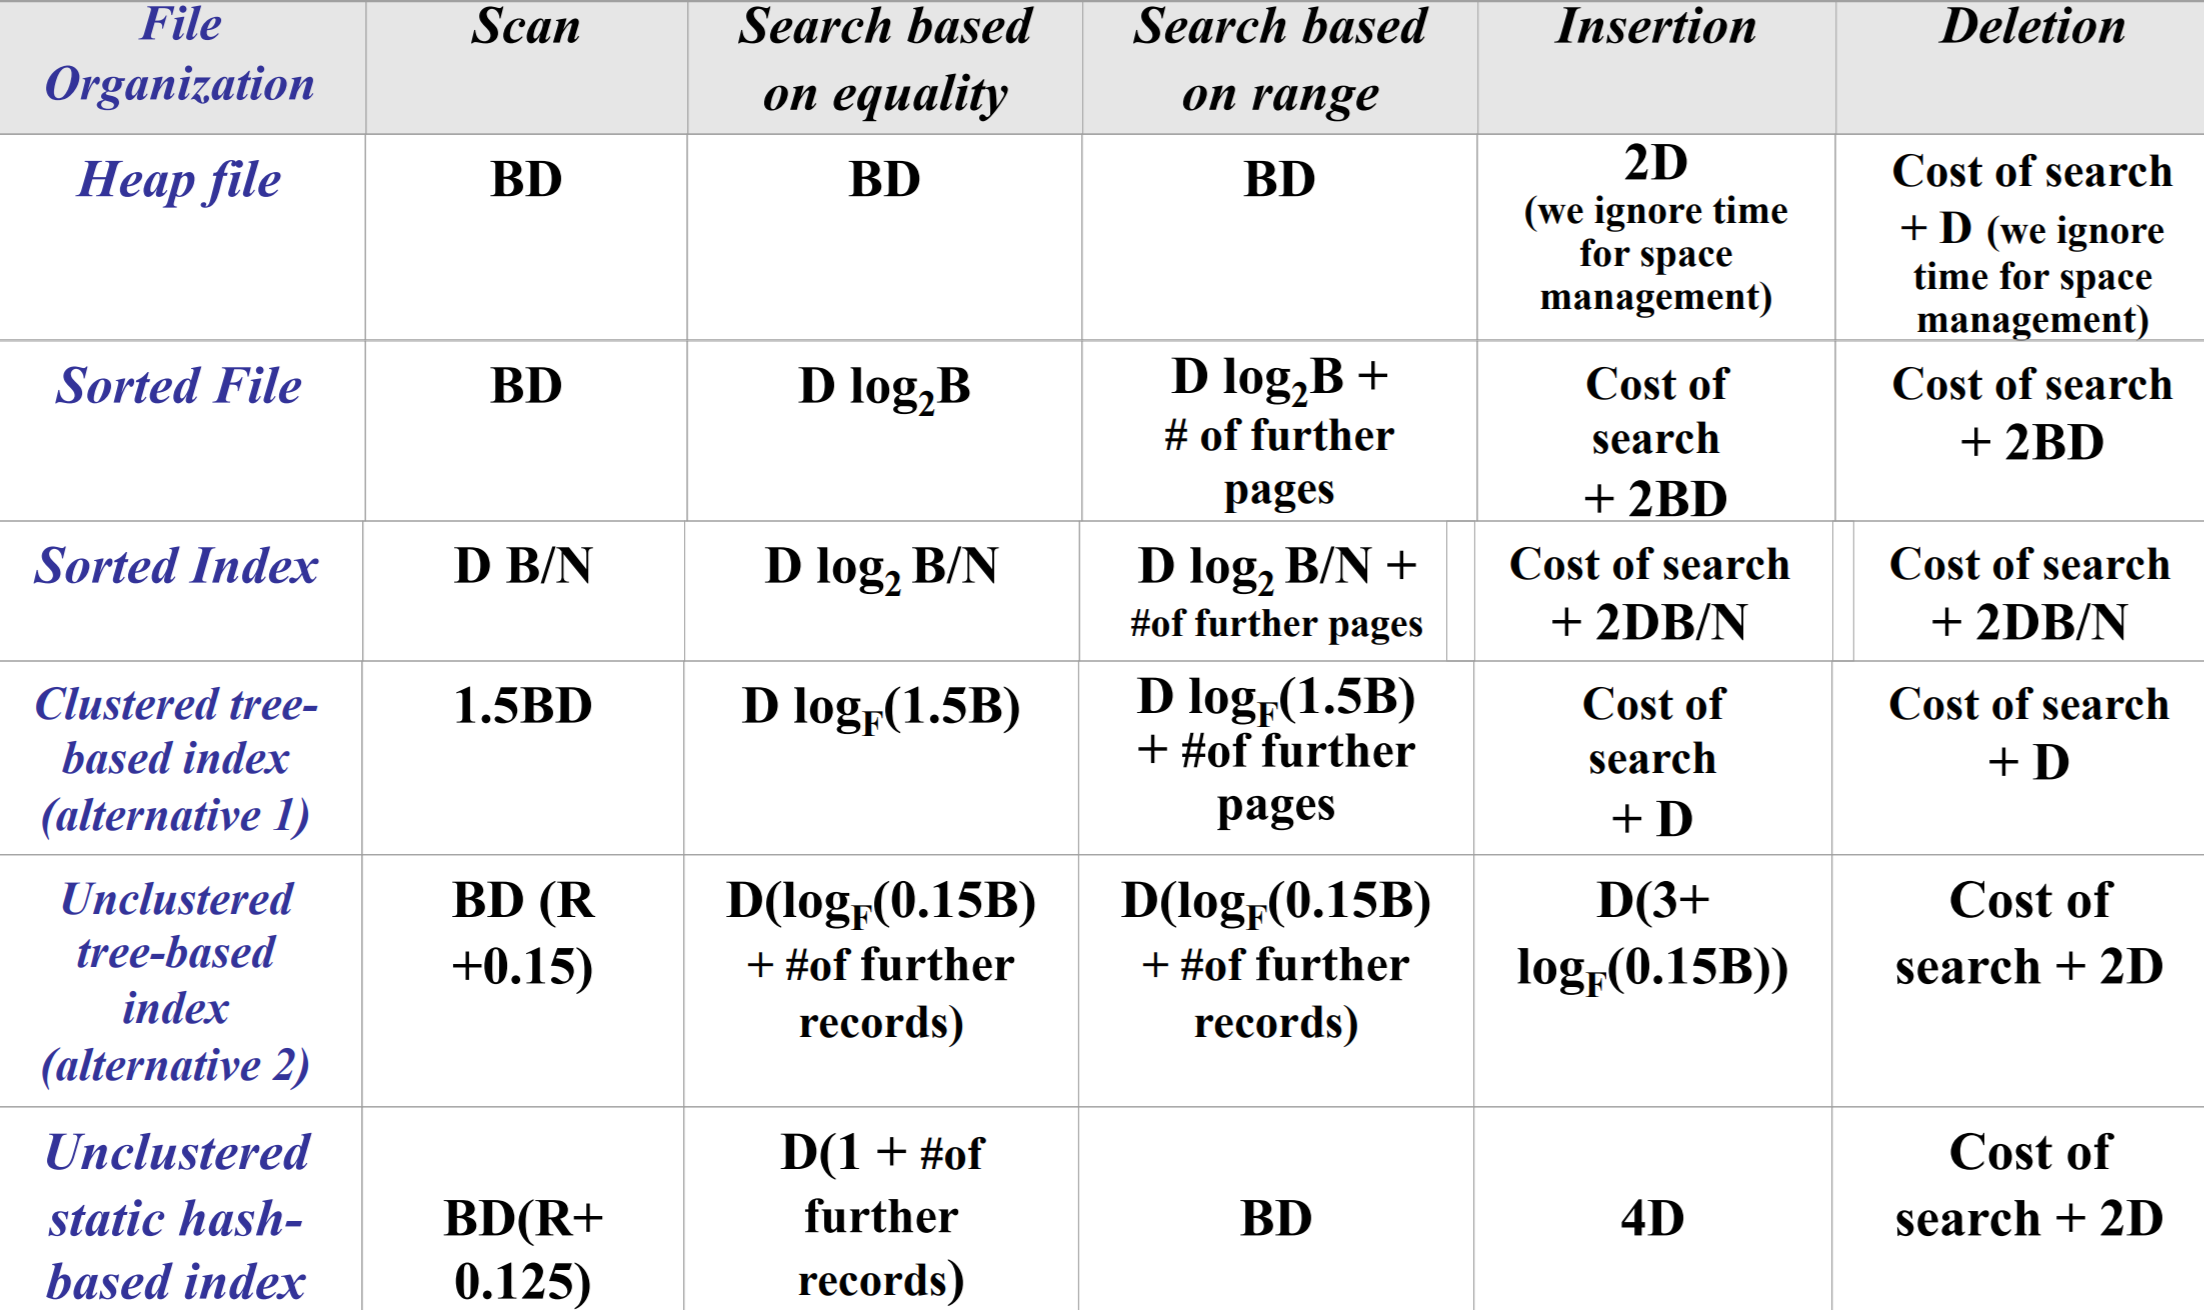 File
Organization
Scan
Search based
on equality
Search based
on range
Insertion
Deletion
Heap file
BD
BD
BD
2D
(we ignore time
for space
management)
Cost of search
+ D (we ignore
time for space
management)
Sorted File
BD
D log₂B
D log₂B +
# of further
pages
Cost of
search
+ 2BD
Cost of search
+ 2BD
Sorted Index
D B/N
D log₂ B/N
D log₂ B/N +
#of further pages
Cost of search
+ 2DB/N
Cost of search
+ 2DB/N
Clustered tree-
based index
(alternative 1)
1.5BD
D log_F(1.5B)
D log_F(1.5B)
+ #of further
pages
Cost of
search
+ D
Cost of search
+ D
Unclustered
tree-based
index
(alternative 2)
BD (R
+0.15)
D(log_F(0.15B)
+ #of further
records)
D(log_F(0.15B)
+ #of further
records)
D(3+
log_F(0.15B))
Cost of
search + 2D
Unclustered
static hash-
based index
BD(R+
0.125)
D(1 + #of
further
records)
BD
4D
Cost of
search + 2D